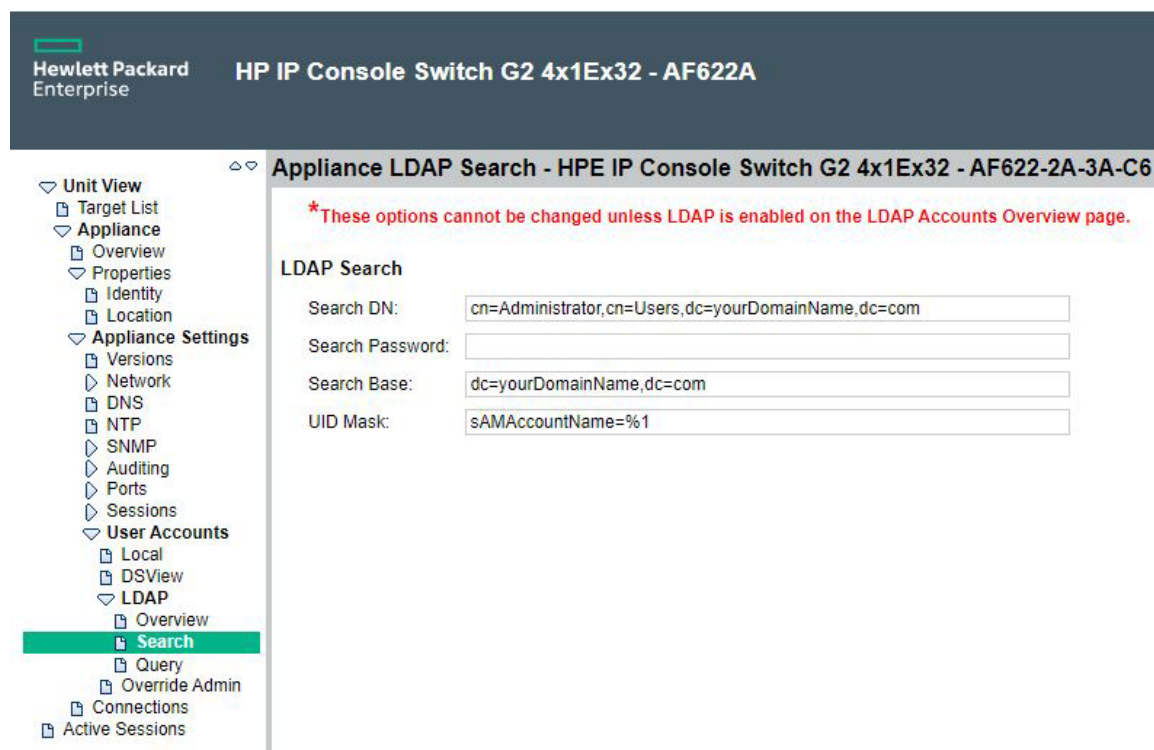 Hewlett Packard
Enterprise
HP IP Console Switch G2 4x1Ex32 - AF622A
Unit View
Target List
Appliance
Overview
Properties
Identity
Location
Appliance Settings
Versions
Network
DNS
NTP
SNMP
Auditing
Ports
Sessions
User Accounts
Local
DSView
LDAP
Overview
Search
Query
Override Admin
Connections
Active Sessions
Appliance LDAP Search - HPE IP Console Switch G2 4x1Ex32 - AF622-2A-3A-C6
*These options cannot be changed unless LDAP is enabled on the LDAP Accounts Overview page.
LDAP Search
Search DN: cn=Administrator,cn=Users,dc=yourDomainName,dc=com
Search Password:
Search Base: dc=yourDomainName,dc=com
UID Mask: sAMAccountName=%1